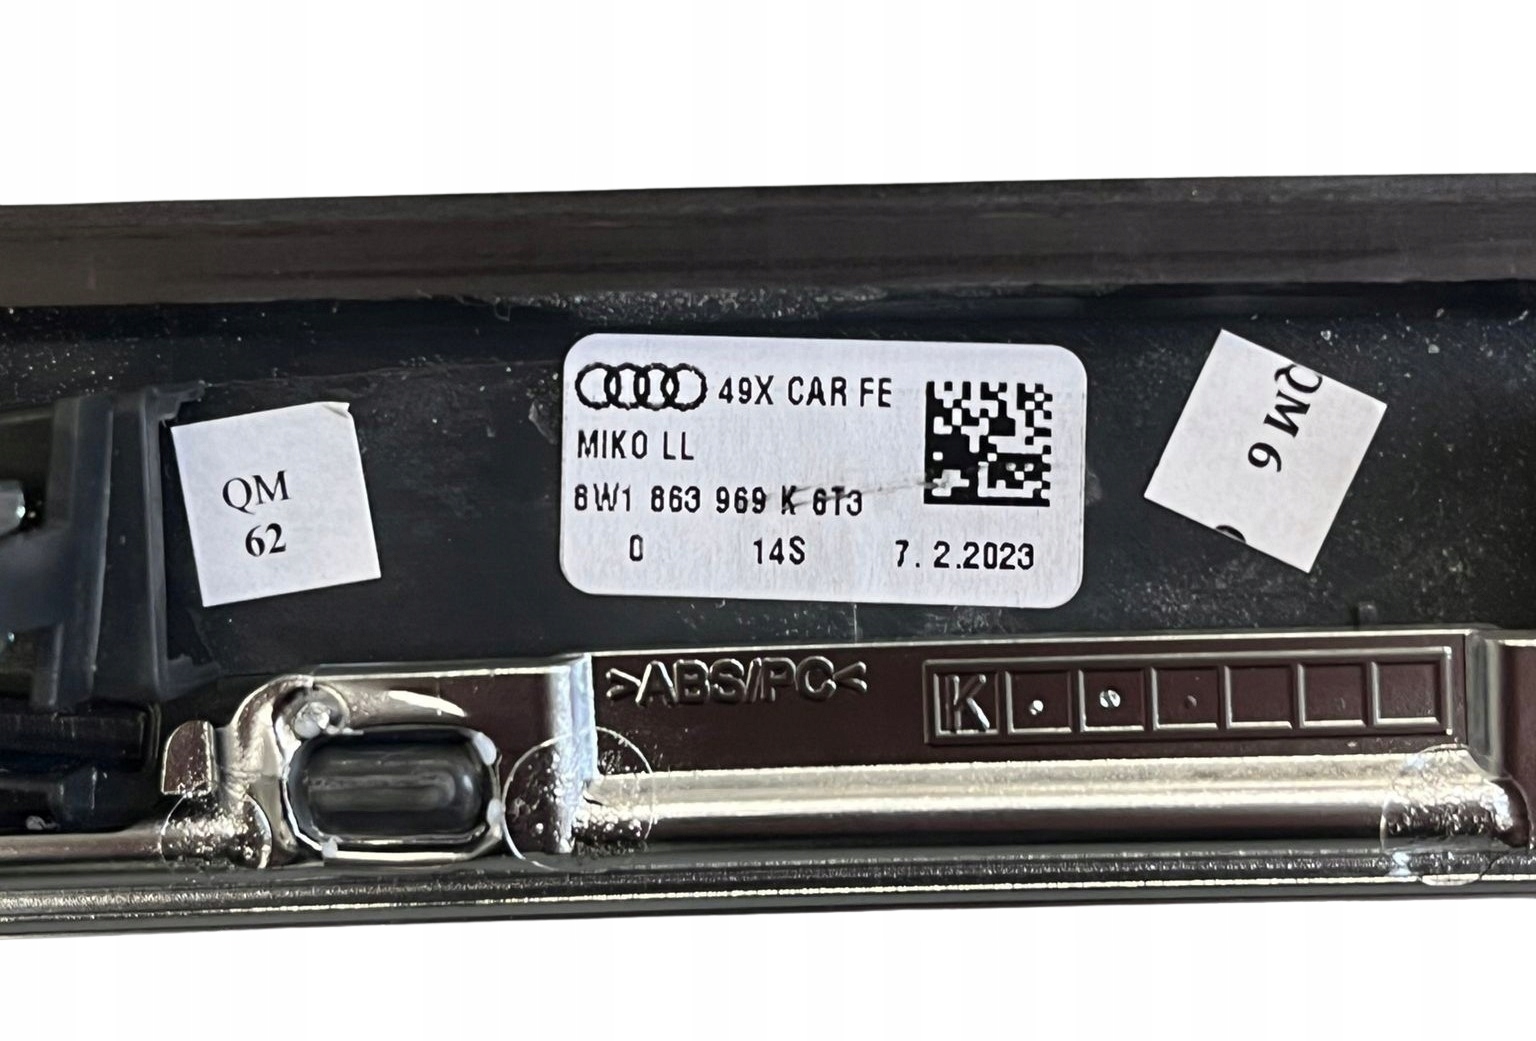 49X CAR FE
MIKO LL
8W1 863 969 K 6T3
0 14S 7. 2.2023
QM
62
QM 6
>ABS/PC<
K